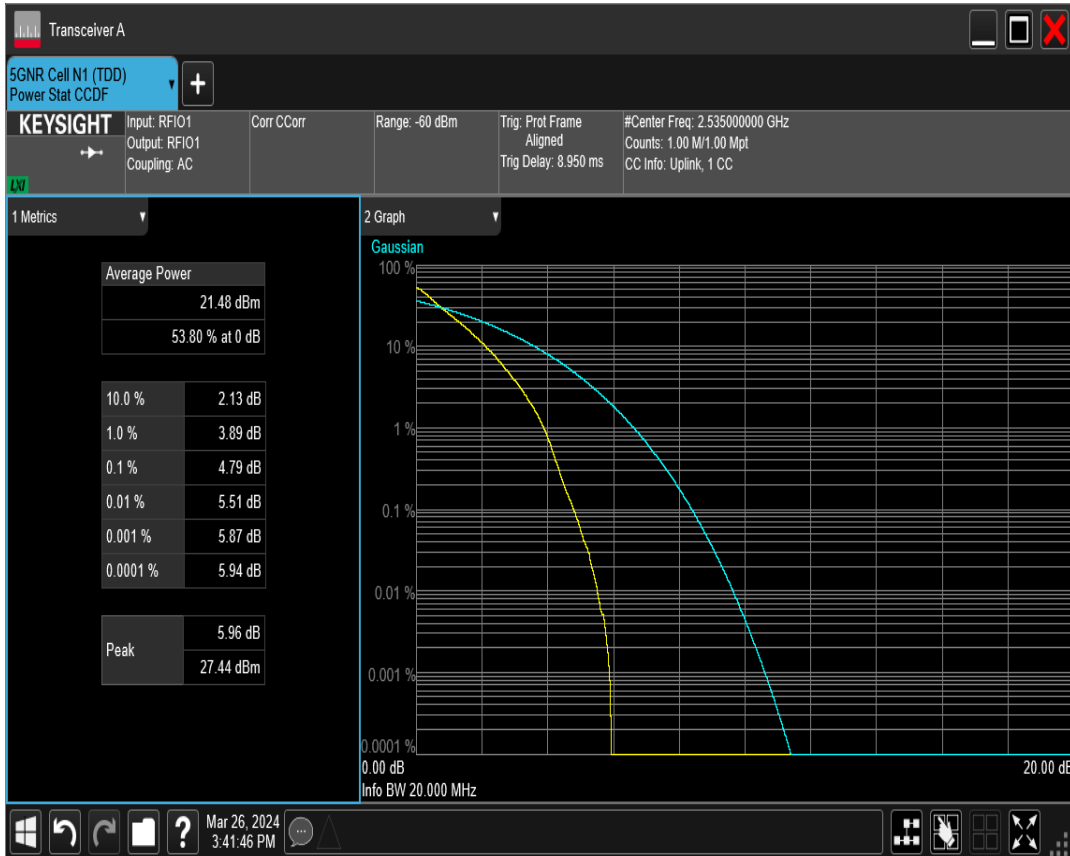 Transceiver A
5GNR Cell N1 (TDD)
Power Stat CCDF
+
KEYSIGHT
LXI
Input: RFIO1
Output: RFIO1
Coupling: AC
Corr CCorr
Range: -60 dBm
Trig: Prot Frame
Aligned
Trig Delay: 8.950 ms
#Center Freq: 2.535000000 GHz
Counts: 1.00 M/1.00 Mpt
CC Info: Uplink, 1 CC
1 Metrics
Average Power
21.48 dBm
53.80 % at 0 dB
10.0 % 2.13 dB
1.0 % 3.89 dB
0.1 % 4.79 dB
0.01 % 5.51 dB
0.001 % 5.87 dB
0.0001 % 5.94 dB
Peak
5.96 dB
27.44 dBm
2 Graph
Gaussian
100 %
10 %
1 %
0.1 %
0.01 %
0.001 %
0.0001 %
0.00 dB 20.00 dB
Info BW 20.000 MHz
?
Mar 26, 2024
3:41:46 PM